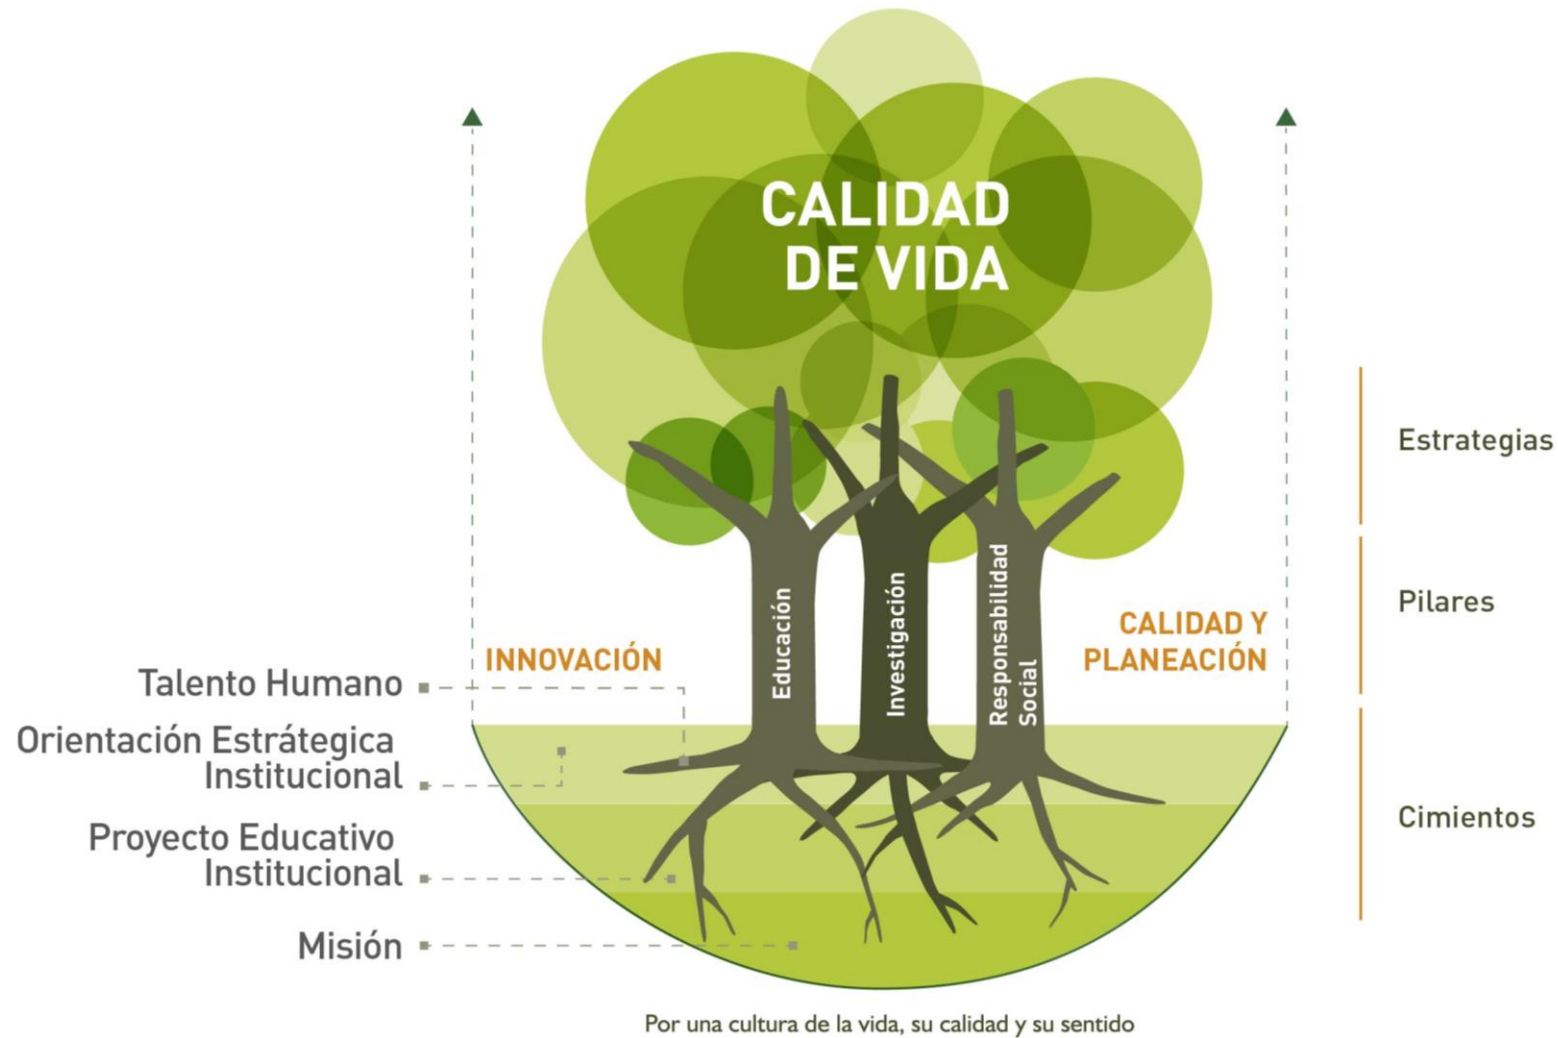 CALIDAD
DE VIDA
Estrategias
Pilares
Cimientos
Educación
Investigación
Responsabilidad
Social
INNOVACIÓN
CALIDAD Y
PLANEACIÓN
Talento Humano
Orientación Estrátegica
Institucional
Proyecto Educativo
Institucional
Misión
Por una cultura de la vida, su calidad y su sentido